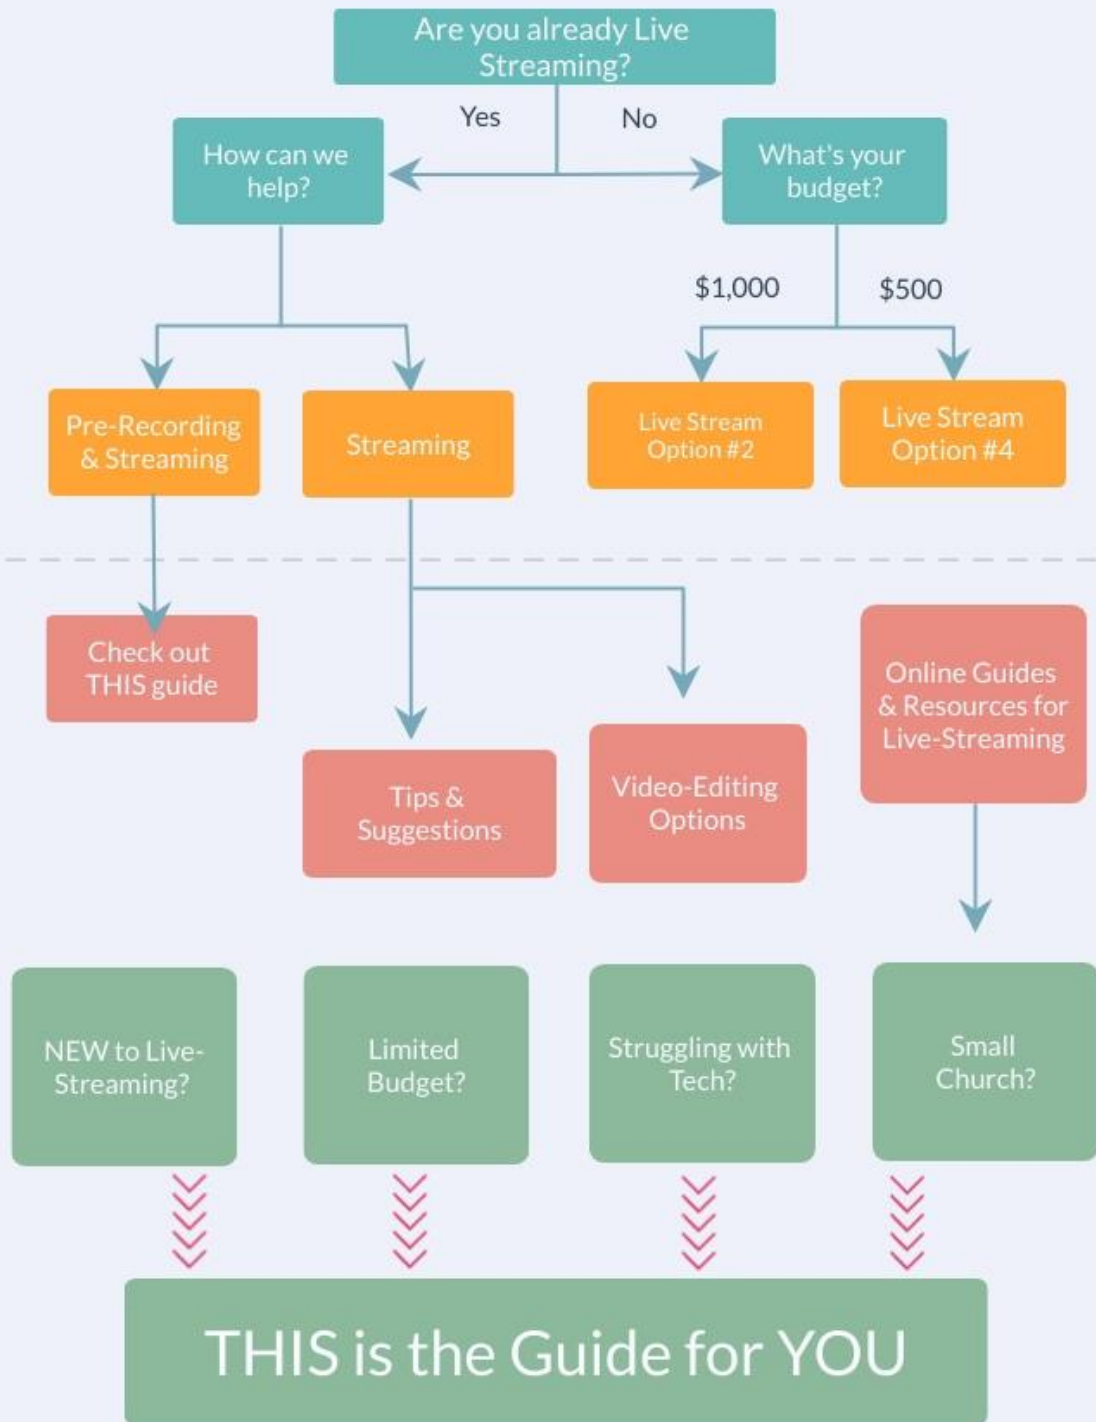 Are you already Live
Streaming?
Yes
No
How can we
help?
What's your
budget?
$1,000
$500
Pre-Recording
& Streaming
Streaming
Live Stream
Option #2
Live Stream
Option #4
Check out
THIS guide
Tips &
Suggestions
Video-Editing
Options
Online Guides
& Resources for
Live-Streaming
NEW to Live-
Streaming?
Limited
Budget?
Struggling with
Tech?
Small
Church?
THIS is the Guide for YOU